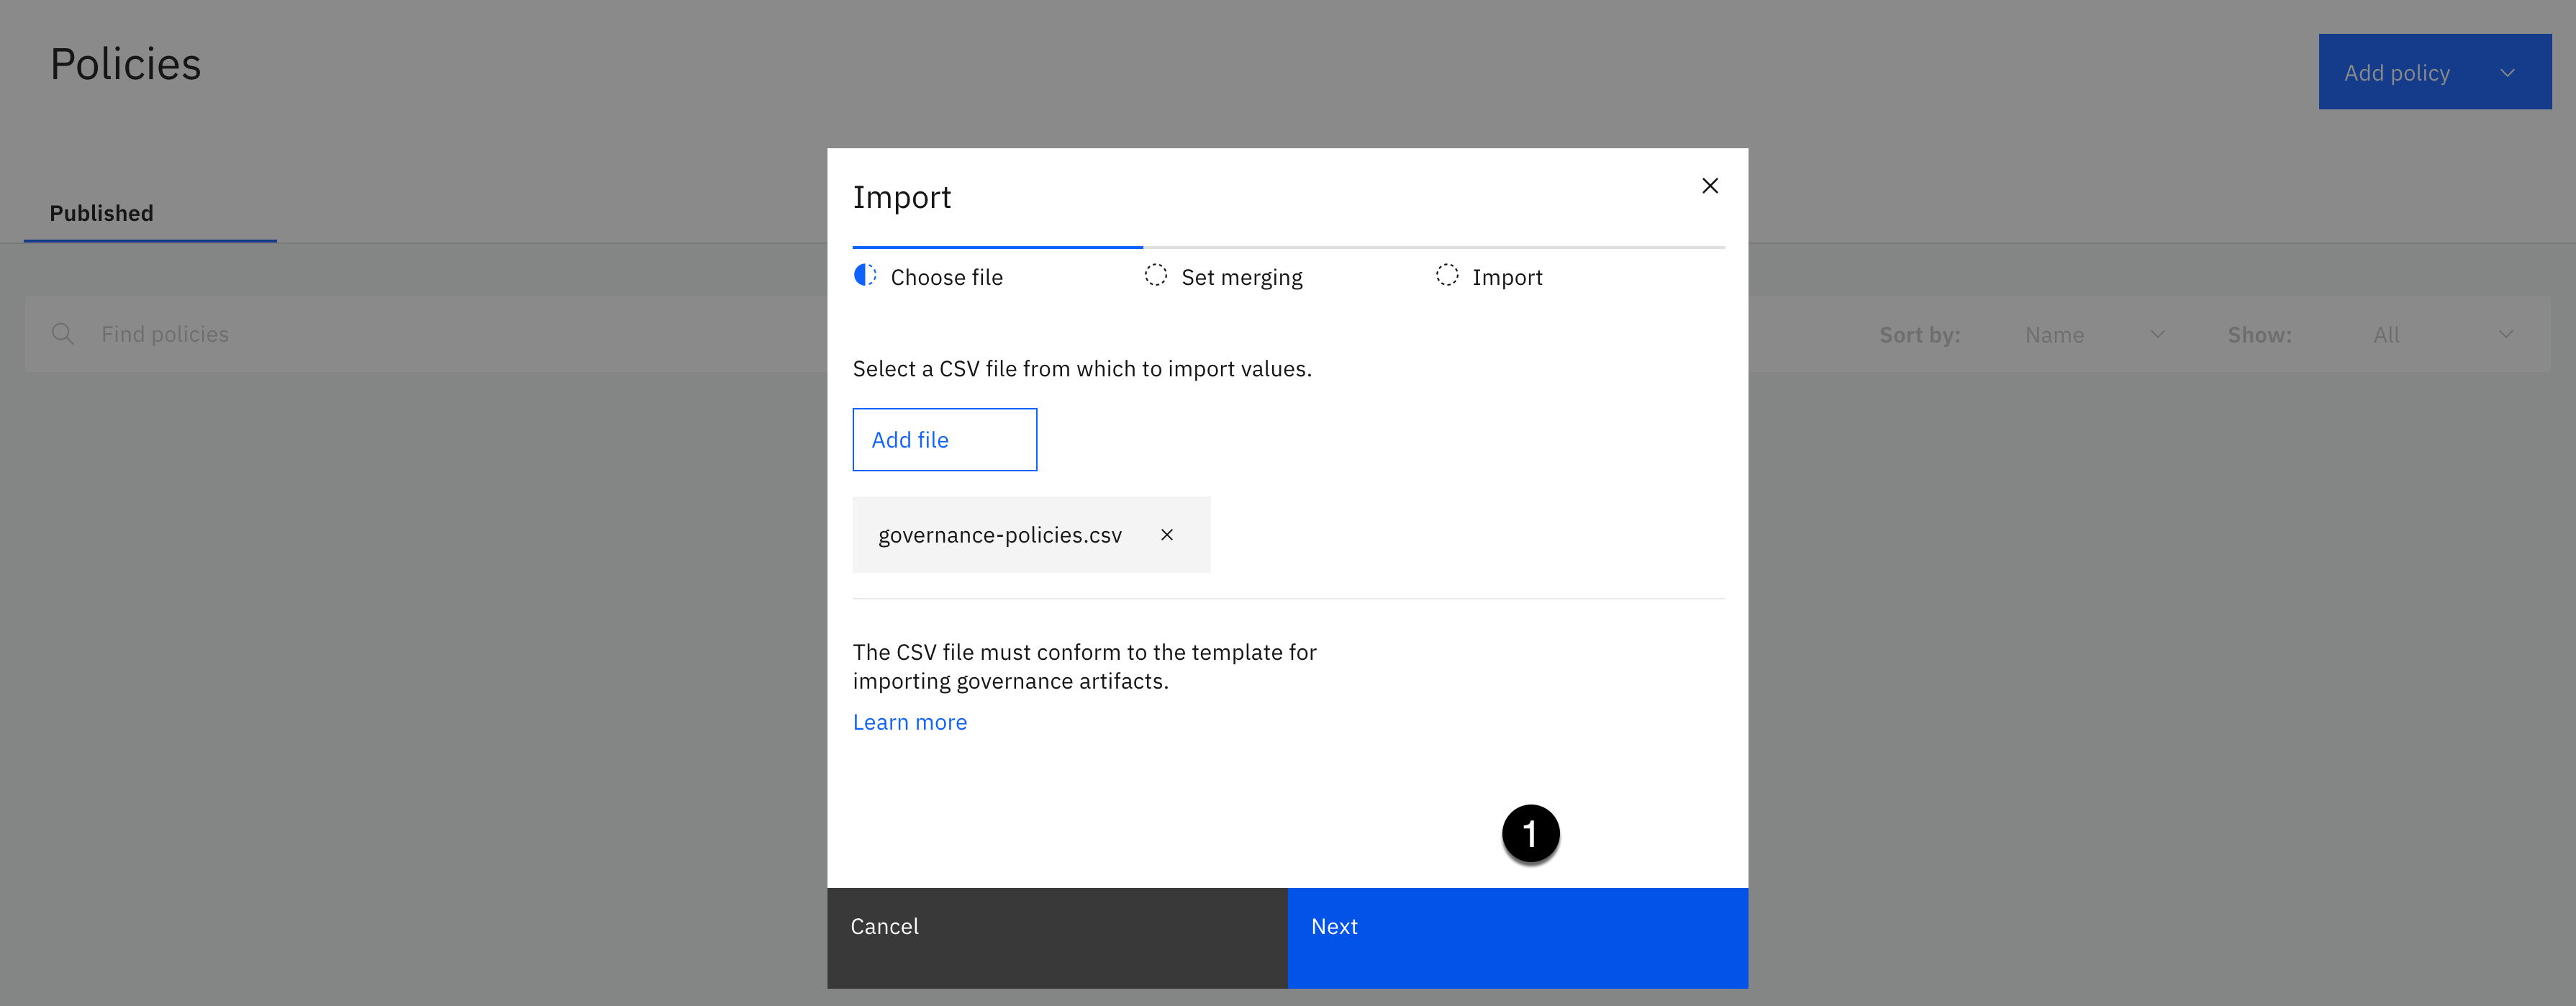 Policies
Add policy
Published
Find policies
Sort by: Name Show: All
Import
Choose file Set merging Import
Select a CSV file from which to import values.
Add file
governance-policies.csv
The CSV file must conform to the template for
importing governance artifacts.
Learn more
1
Cancel Next